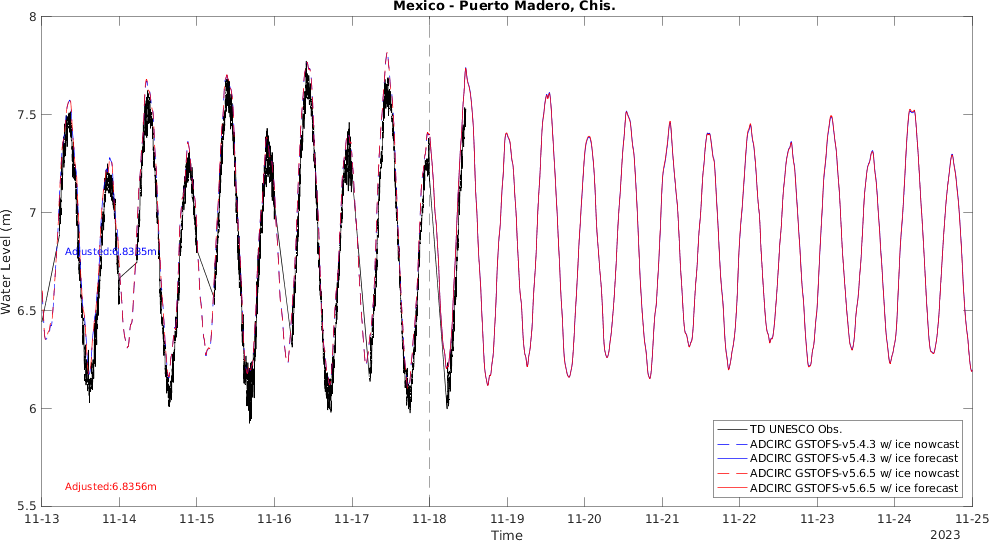 Mexico - Puerto Madero, Chis.
8
7.5
7
6.5
6
5.5
Water Level (m)
Adjusted:6.8335m
Adjusted:6.8356m
TD UNESCO Obs.
ADCIRC GSTOFS-v5.4.3 w/ ice nowcast
ADCIRC GSTOFS-v5.4.3 w/ ice forecast
ADCIRC GSTOFS-v5.6.5 w/ ice nowcast
ADCIRC GSTOFS-v5.6.5 w/ ice forecast
11-13 11-14 11-15 11-16 11-17 11-18 11-19 11-20 11-21 11-22 11-23 11-24 11-25
Time
2023